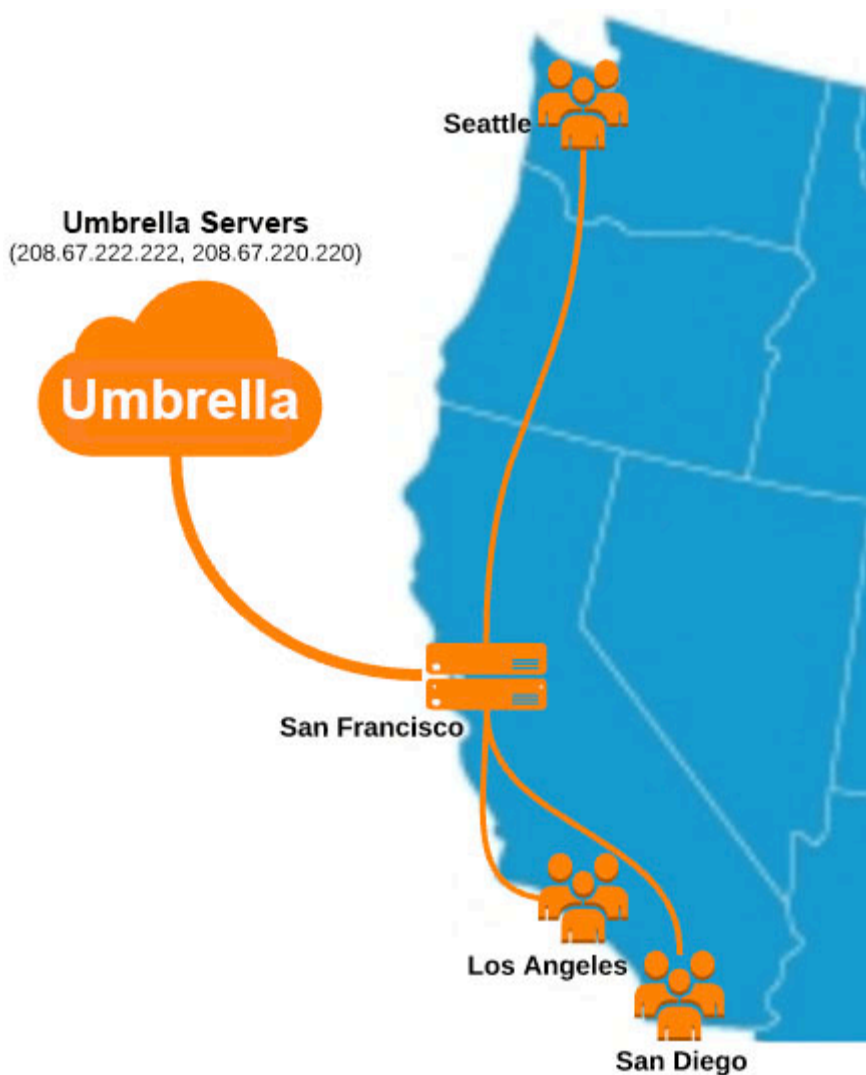 Seattle
Umbrella Servers
(208.67.222.222, 208.67.220.220)
Umbrella
San Francisco
Los Angeles
San Diego